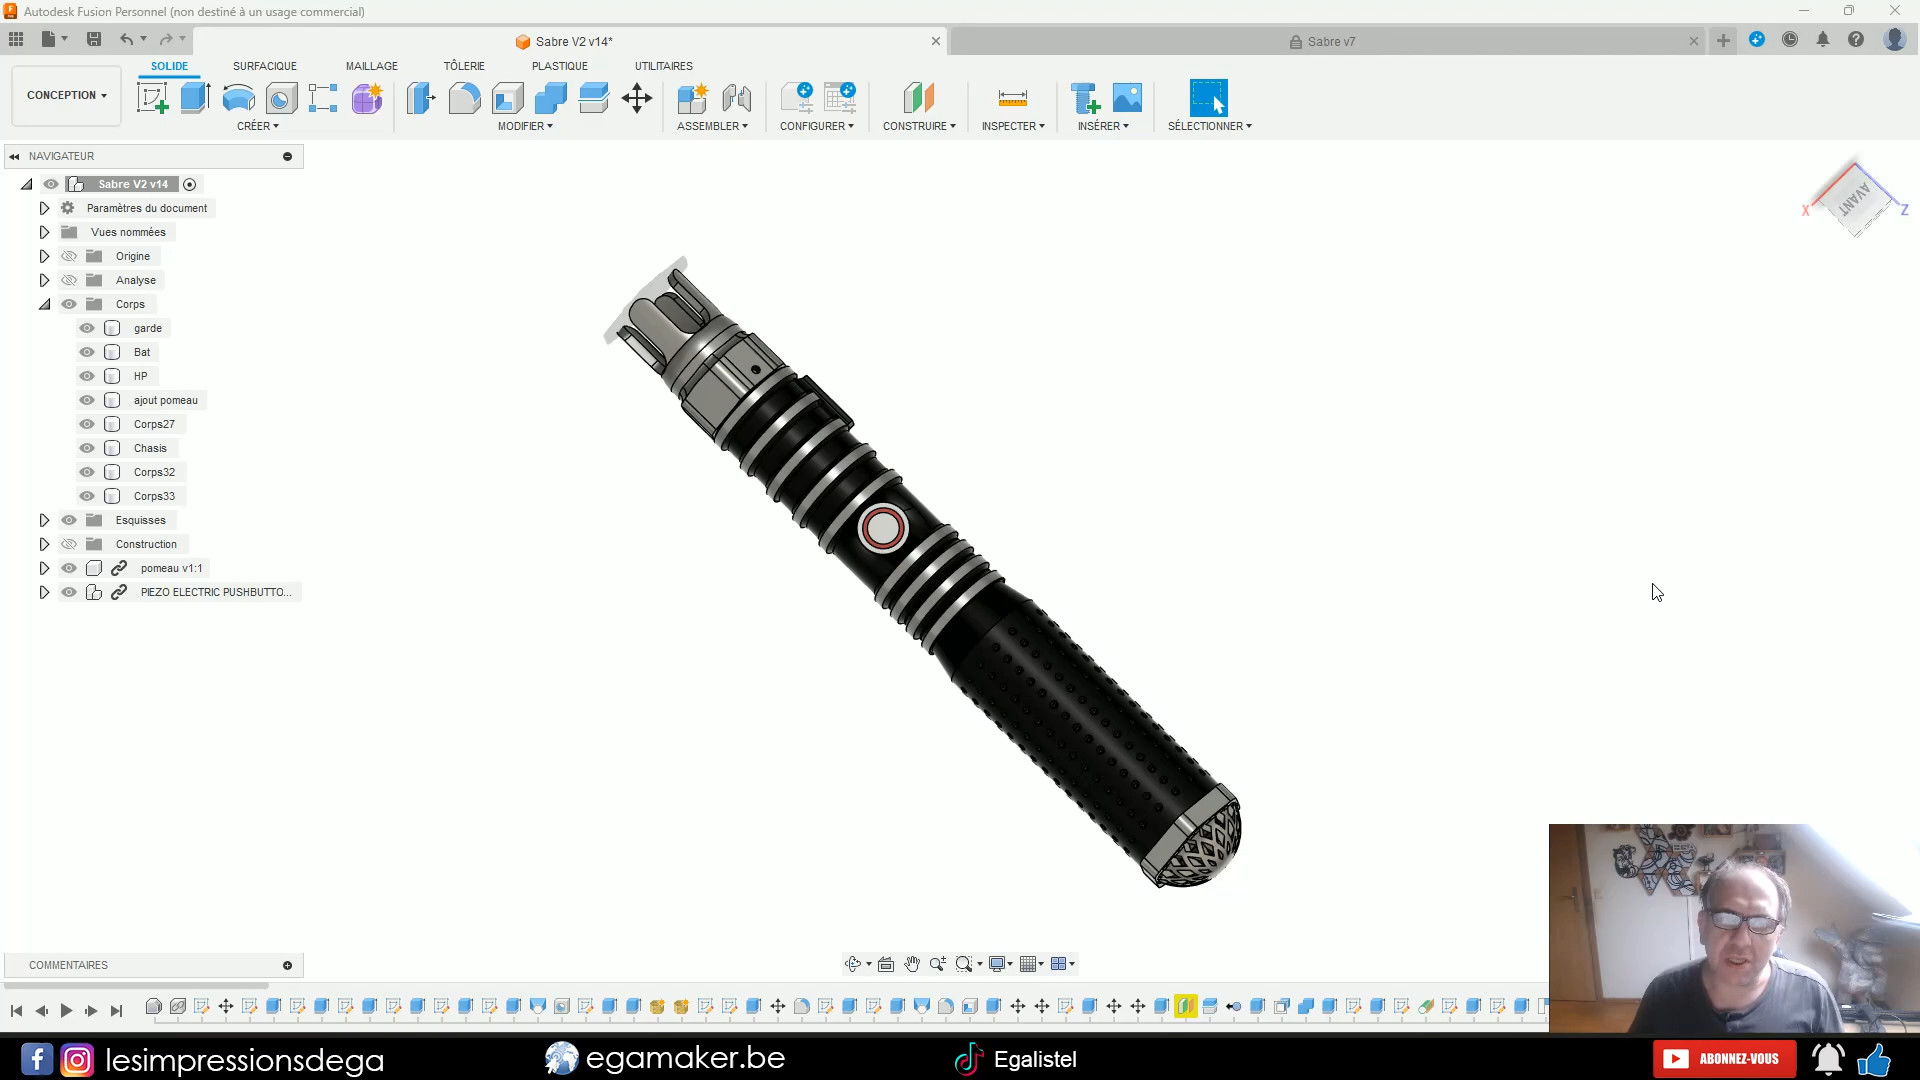 Autodesk Fusion Personnel (non destiné à un usage commercial)
Sabre V2 v14*
Sabre v7
CONCEPTION
SOLIDE
SURFACIQUE
MAILLAGE
TÔLERIE
PLASTIQUE
UTILITAIRES
CRÉER
MODIFIER
ASSEMBLER
CONFIGURER
CONSTRUIRE
INSPECTER
INSÉRER
SÉLECTIONNER
NAVIGATEUR
Sabre V2 v14
Paramètres du document
Vues nommées
Origine
Analyse
Corps
garde
Bat
HP
ajout pomeau
Corps27
Chasis
Corps32
Corps33
Esquisses
Construction
pomeau v1:1
PIEZO ELECTRIC PUSHBUTTO...
AVANT
X
Z
COMMENTAIRES
lesimpressionsdega
egamaker.be
Egalistel
ABONNEZ-VOUS